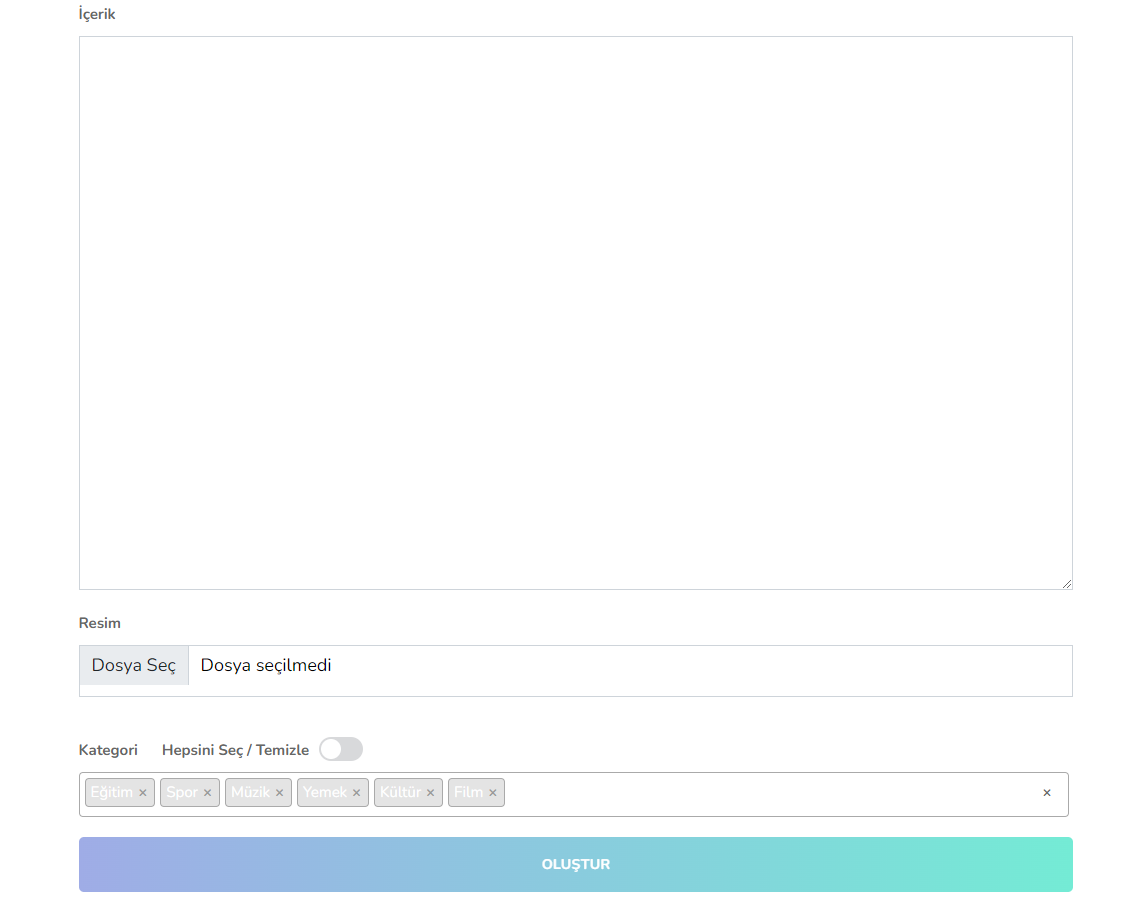 İçerik
Resim
Dosya Seç Dosya seçilmedi
Kategori Hepsini Seç / Temizle
Eğitim × Spor × Müzik × Yemek × Kültür × Film × ×
OLUŞTUR